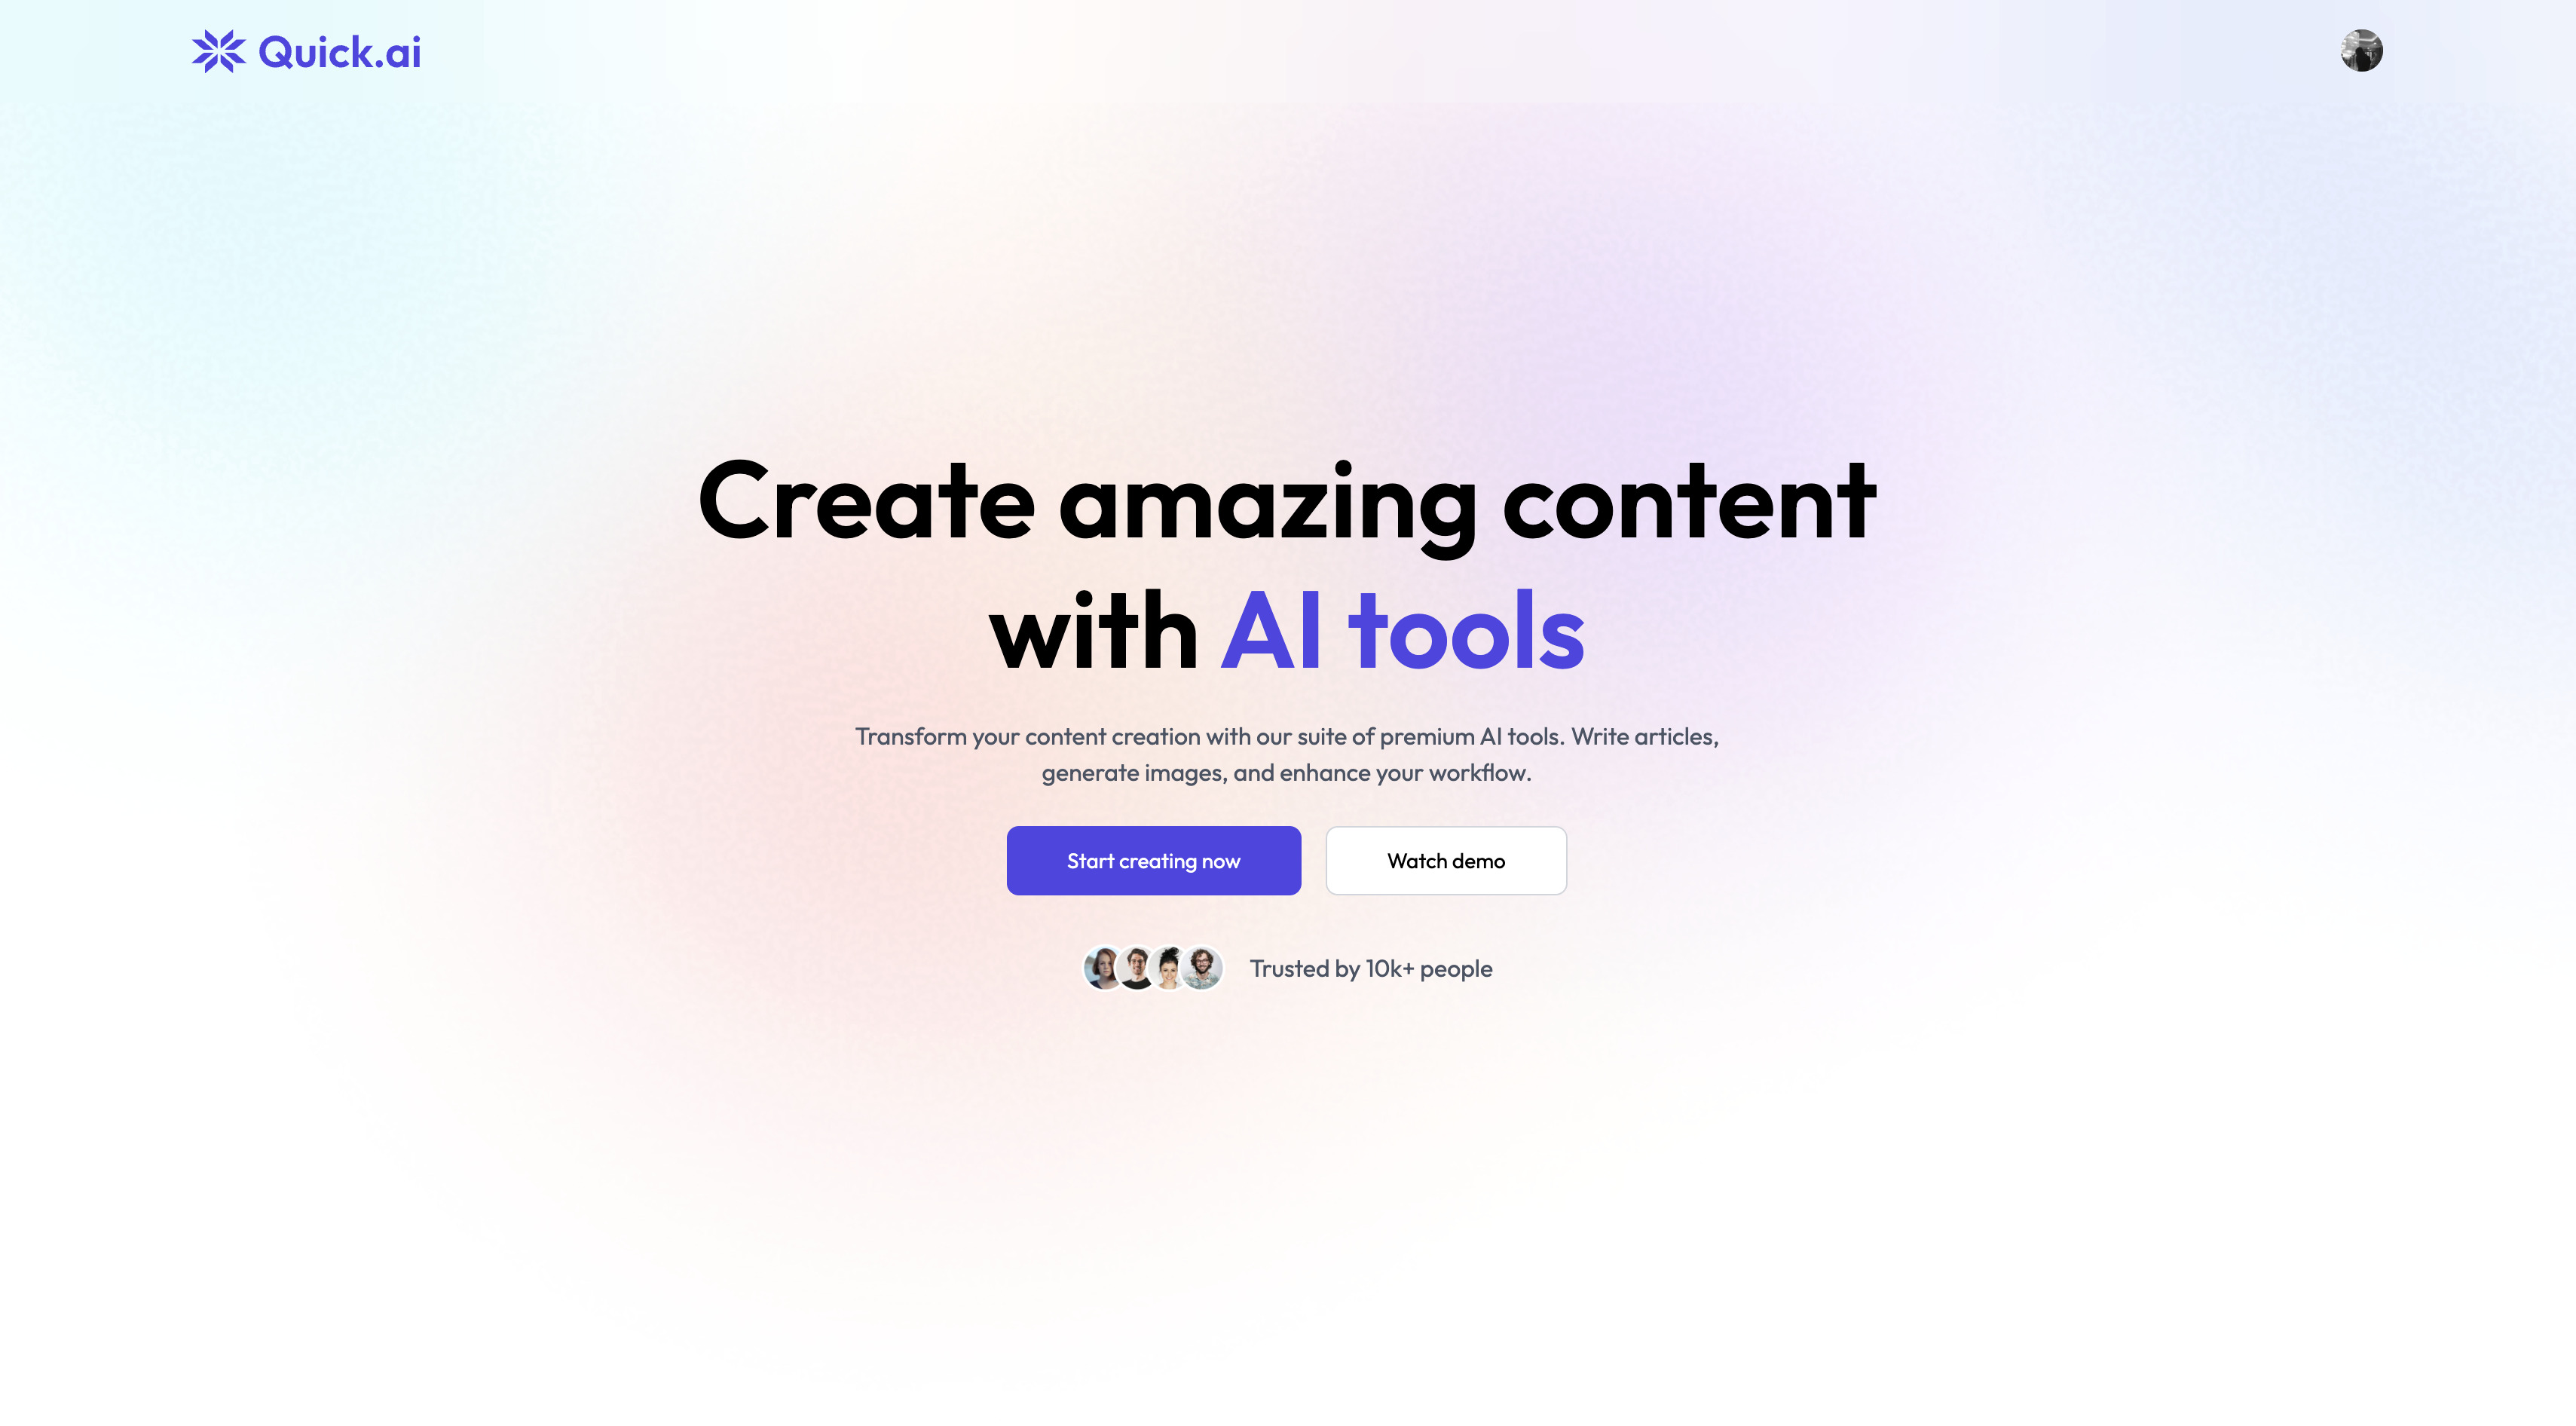 Quick.ai
Create amazing content
with AI tools
Transform your content creation with our suite of premium AI tools. Write articles,
generate images, and enhance your workflow.
Start creating now
Watch demo
Trusted by 10k+ people